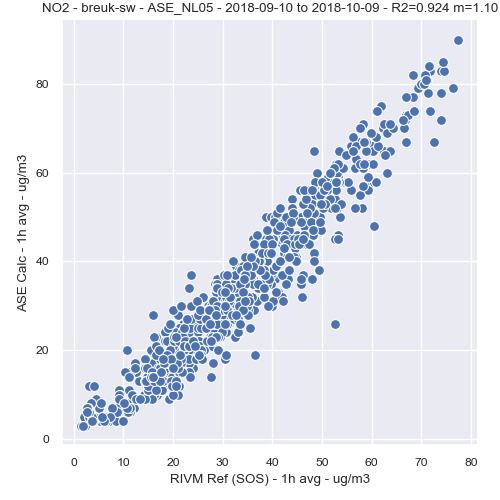 NO2 - breuk-sw - ASE_NL05 - 2018-09-10 to 2018-10-09 - R2=0.924 m=1.10
80
60
40
20
0
ASE Calc - 1h avg - ug/m3
0 10 20 30 40 50 60 70 80
RIVM Ref (SOS) - 1h avg - ug/m3